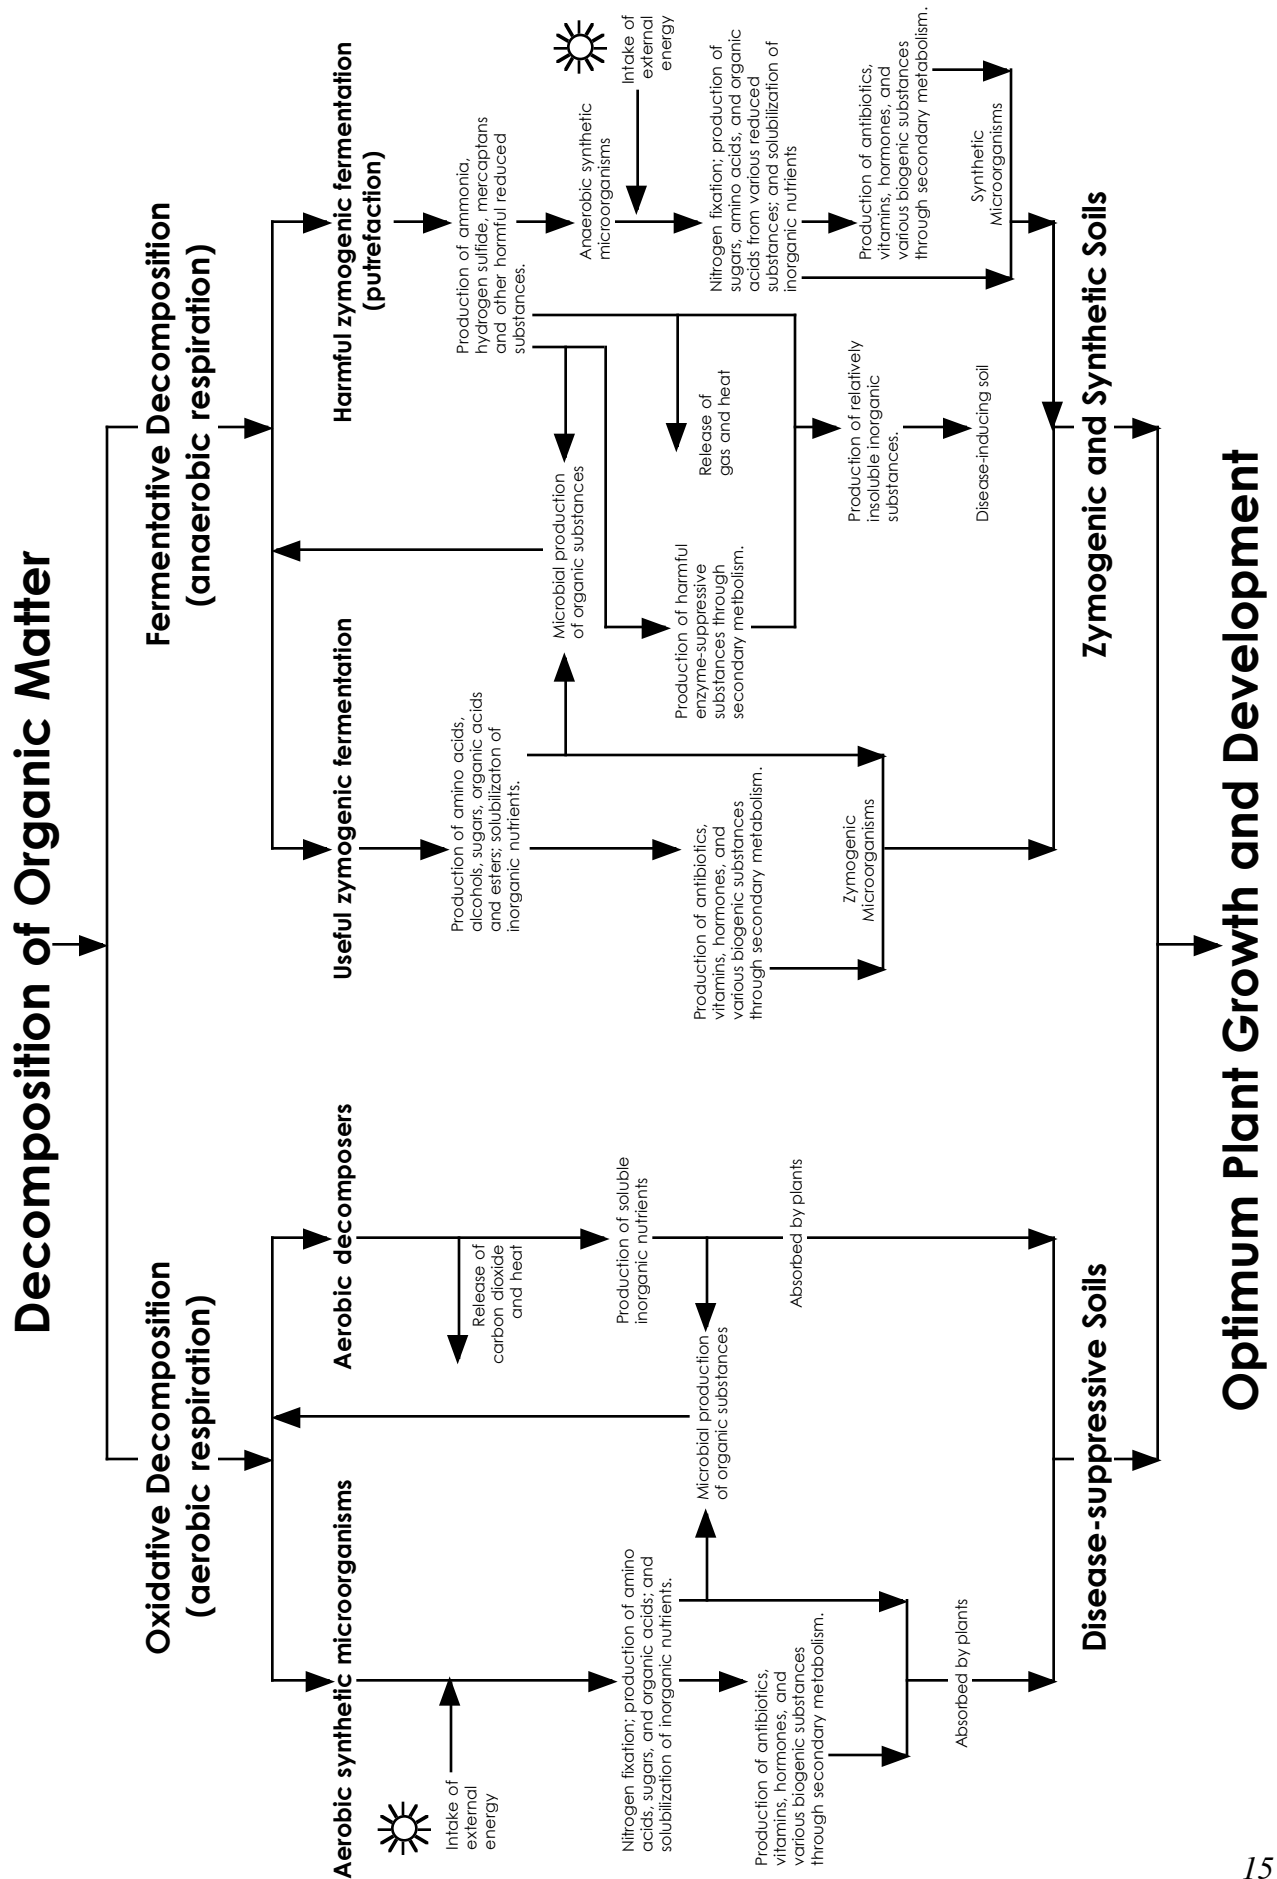 Decomposition of Organic Matter
Oxidative Decomposition
(aerobic respiration)
Fermentative Decomposition
(anaerobic respiration)
Aerobic synthetic microorganisms
Aerobic decomposers
Useful zymogenic fermentation
Harmful zymogenic fermentation
(putrefaction)
Intake of
external
energy
Nitrogen fixation; production of amino
acids, sugars, and organic acids; and
solubilization of inorganic nutrients.
Production of antibiotics,
vitamins, hormones, and
various biogenic substances
through secondary metabolism.
Absorbed by plants
Microbial production
of organic substances
Release of
carbon dioxide
and heat
Production of soluble
inorganic nutrients
Absorbed by plants
Production of amino acids,
alcohols, sugars, organic acids
and esters; solubilizaton of
inorganic nutrients.
Production of antibiotics,
vitamins, hormones, and
various biogenic substances
through secondary metabolism.
Zymogenic
Microorganisms
Microbial production
of organic substances
Production of harmful
enzyme-suppressive
substances through
secondary metbolism.
Production of ammonia,
hydrogen sulfide, mercaptans
and other harmful reduced
substances.
Release of
gas and heat
Production of relatively
insoluble inorganic
substances.
Disease-inducing soil
Anaerobic synthetic
microorganisms
Intake of
external
energy
Nitrogen fixation; production of
sugars, amino acids, and organic
acids from various reduced
substances; and solubilization of
inorganic nutrients
Production of antibiotics,
vitamins, hormones, and
various biogenic substances
through secondary metabolism.
Synthetic
Microorganisms
Disease-suppressive Soils
Zymogenic and Synthetic Soils
Optimum Plant Growth and Development
15